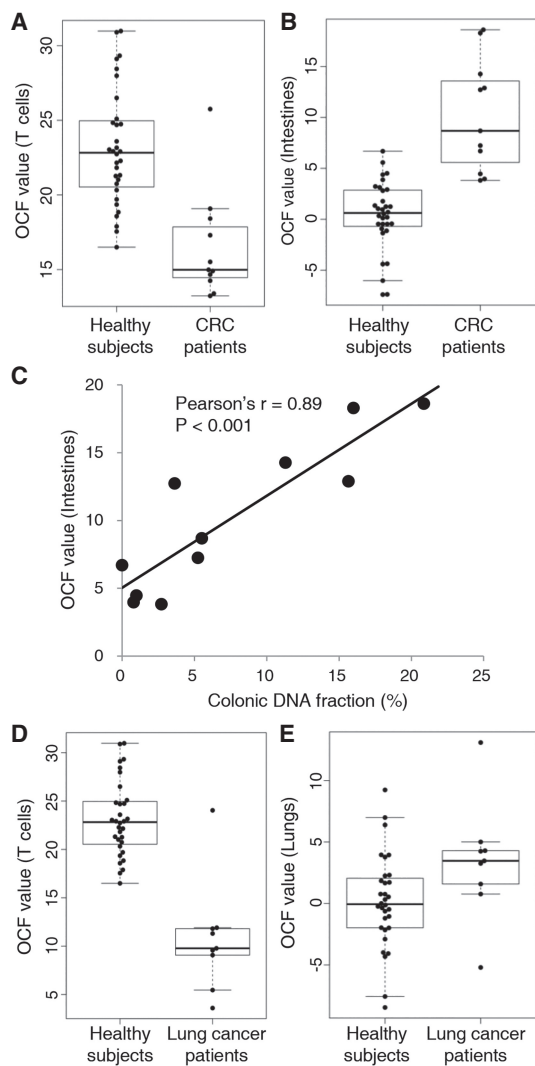 A
B
OCF value (T cells)
30
25
20
15
Healthy subjects
CRC patients
OCF value (Intestines)
15
10
5
0
-5
Healthy subjects
CRC patients
C
Pearson's r = 0.89
P < 0.001
OCF value (Intestines)
20
15
10
5
0
0 5 10 15 20 25
Colonic DNA fraction (%)
D
E
OCF value (T cells)
30
25
20
15
10
5
Healthy subjects
Lung cancer patients
OCF value (Lungs)
10
5
0
-5
Healthy subjects
Lung cancer patients